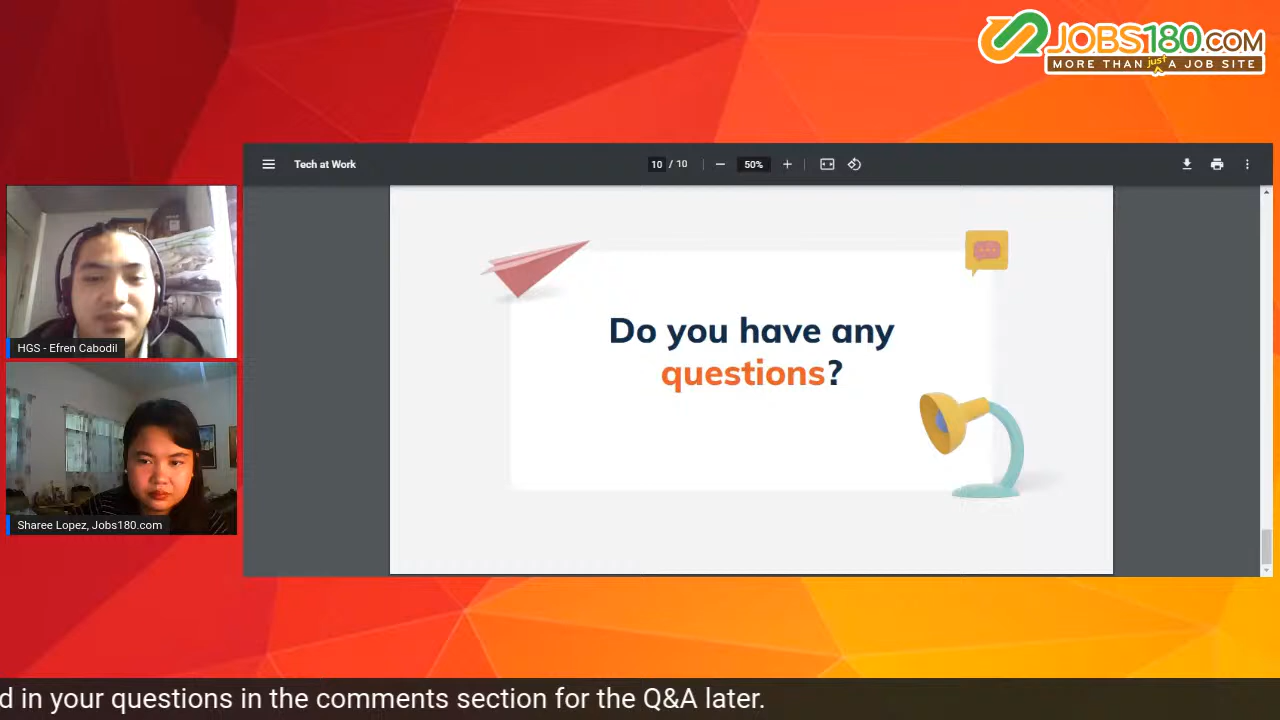 JOBS180.COM
MORE THAN just A JOB SITE
Tech at Work
10 / 10
50%
HGS - Efren Cabodil
Do you have any
questions?
Sharee Lopez, Jobs180.com
d in your questions in the comments section for the Q&A later.